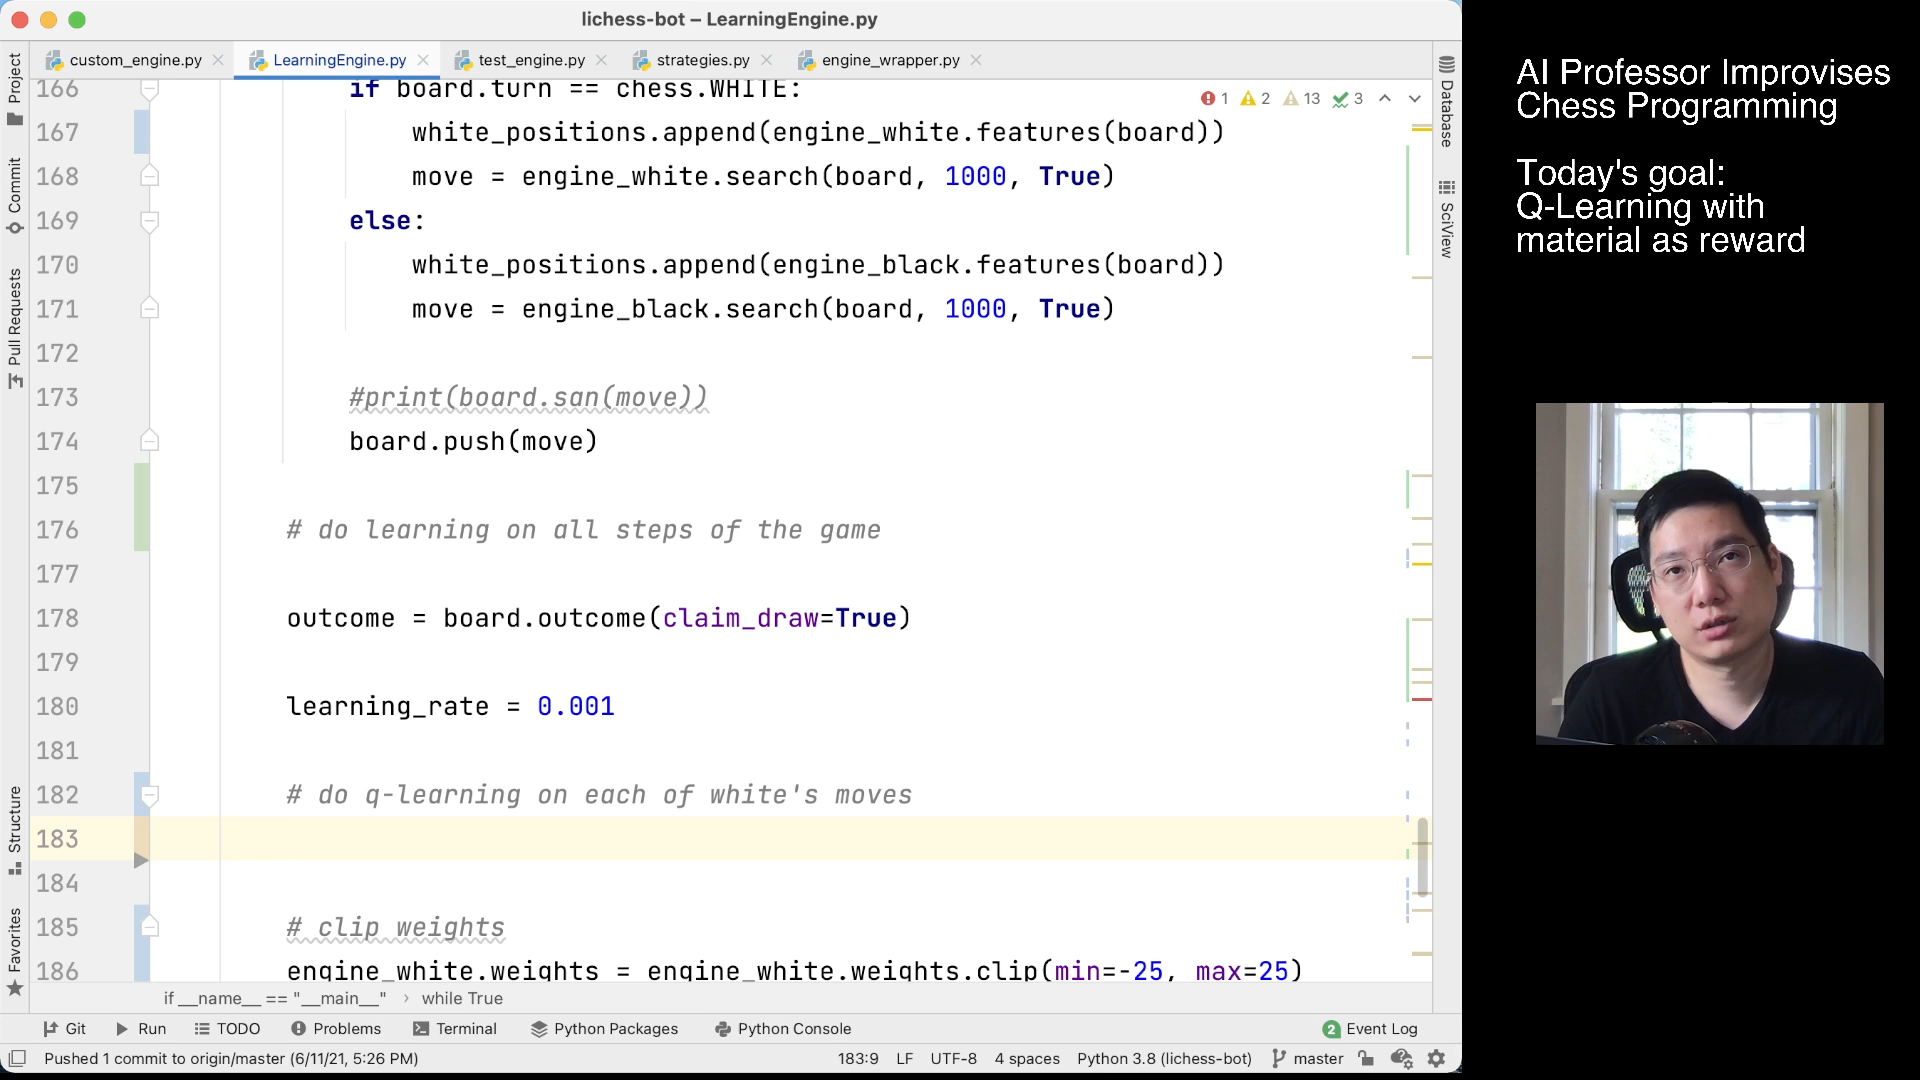 lichess-bot – LearningEngine.py
custom_engine.py
LearningEngine.py
test_engine.py
strategies.py
engine_wrapper.py
Project
Commit
Pull Requests
Structure
Favorites
Database
SciView
1 2 13 3
166 if board.turn == chess.WHITE:
167 white_positions.append(engine_white.features(board))
168 move = engine_white.search(board, 1000, True)
169 else:
170 white_positions.append(engine_black.features(board))
171 move = engine_black.search(board, 1000, True)
172
173 #print(board.san(move))
174 board.push(move)
175
176 # do learning on all steps of the game
177
178 outcome = board.outcome(claim_draw=True)
179
180 learning_rate = 0.001
181
182 # do q-learning on each of white's moves
183
184
185 # clip weights
186 engine_white.weights = engine_white.weights.clip(min=-25, max=25)
if __name__ == "__main__" › while True
Git Run TODO Problems Terminal Python Packages Python Console 2 Event Log
Pushed 1 commit to origin/master (6/11/21, 5:26 PM) 183:9 LF UTF-8 4 spaces Python 3.8 (lichess-bot) master
AI Professor Improvises
Chess Programming
Today's goal:
Q-Learning with
material as reward